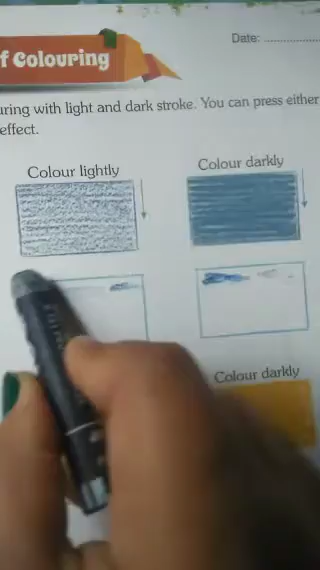 f Colouring
Date:
uring with light and dark stroke. You can press either
effect.
Colour lightly
Colour darkly
Colour darkly